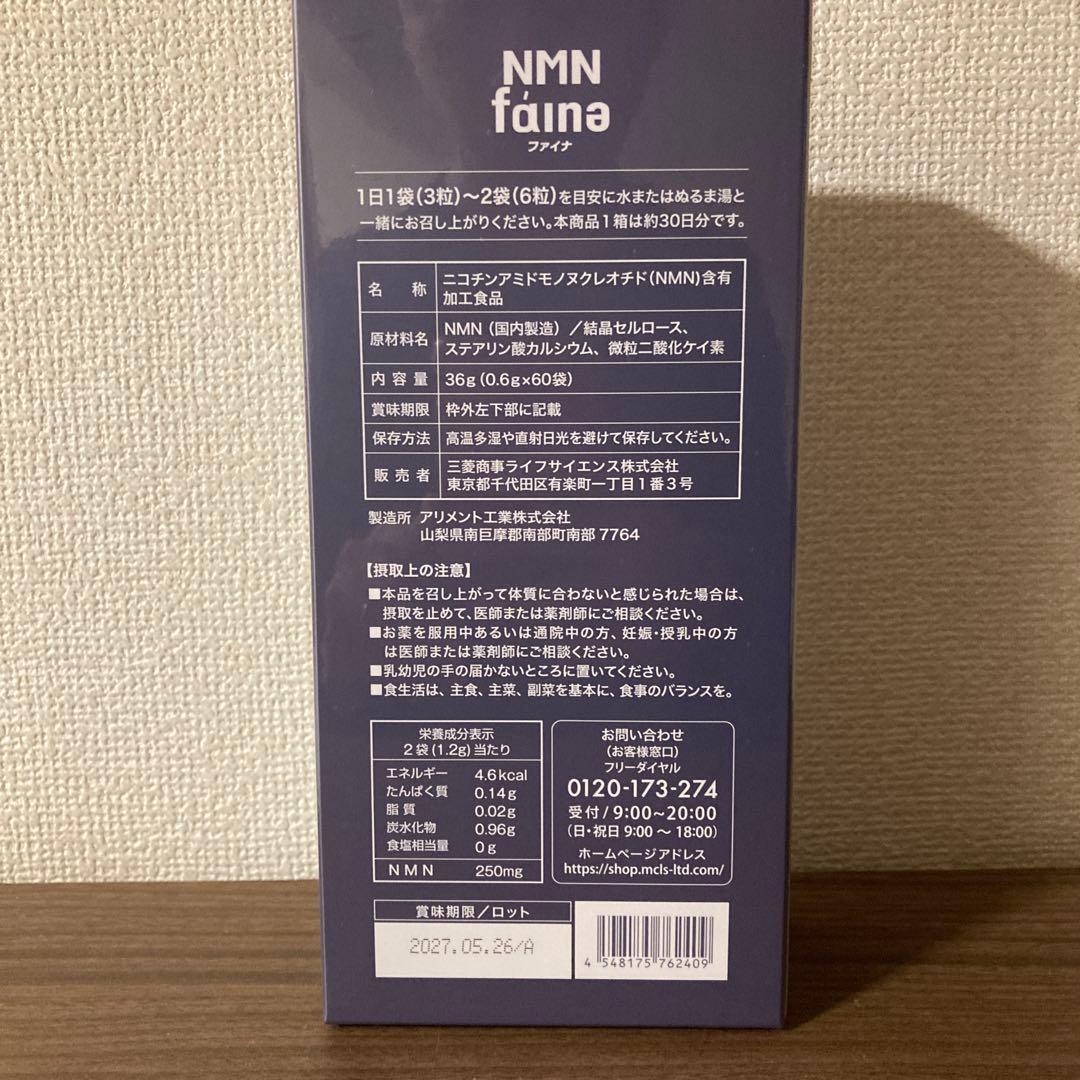 NMN
fáınə
ファイナ
1日1袋(3粒)〜2袋(6粒)を目安に水またはぬるま湯と
一緒にお召し上がりください。本商品1箱は約30日分です。
名 称 ニコチンアミドモノヌクレオチド(NMN)含有
加工食品
原材料名 NMN(国内製造)/結晶セルロース、
ステアリン酸カルシウム、微粒二酸化ケイ素
内容量 36g(0.6g×60袋)
賞味期限 枠外左下部に記載
保存方法 高温多湿や直射日光を避けて保存してください。
販売者 三菱商事ライフサイエンス株式会社
東京都千代田区有楽町一丁目1番3号
製造所 アリメント工業株式会社
山梨県南巨摩郡南部町南部7764
【摂取上の注意】
■本品を召し上がって体質に合わないと感じられた場合は、
摂取を止めて、医師または薬剤師にご相談ください。
■お薬を服用中あるいは通院中の方、妊娠・授乳中の方
は医師または薬剤師にご相談ください。
■乳幼児の手の届かないところに置いてください。
■食生活は、主食、主菜、副菜を基本に、食事のバランスを。
栄養成分表示
2袋(1.2g)当たり
エネルギー 4.6kcal
たんぱく質 0.14g
脂質 0.02g
炭水化物 0.96g
食塩相当量 0g
NMN 250mg
お問い合わせ
(お客様窓口)
フリーダイヤル
0120-173-274
受付/9:00〜20:00
(日・祝日 9:00 〜 18:00)
ホームページアドレス
https://shop.mcls-ltd.com/
賞味期限/ロット
2027.05.26/A
4 548175 762409